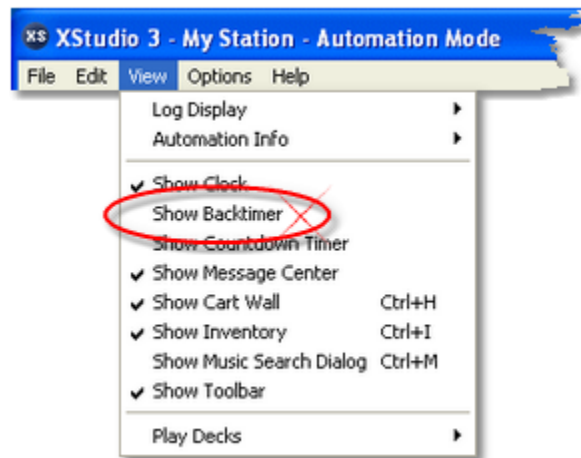 XS XStudio 3 - My Station - Automation Mode
File Edit View Options Help
Log Display
Automation Info
Show Clock
Show Backtimer
Show Countdown Timer
Show Message Center
Show Cart Wall Ctrl+H
Show Inventory Ctrl+I
Show Music Search Dialog Ctrl+M
Show Toolbar
Play Decks